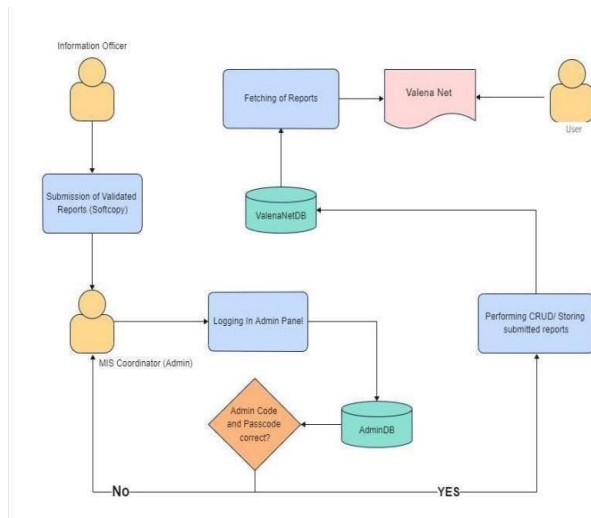 Information Officer
Fetching of Reports
Valena Net
User
Submission of Validated
Reports (Softcopy)
ValenaNetDB
Logging In Admin Panel
Performing CRUD/ Storing
submitted reports
MIS Coordinator (Admin)
Admin Code
and Passcode
correct?
AdminDB
No
YES